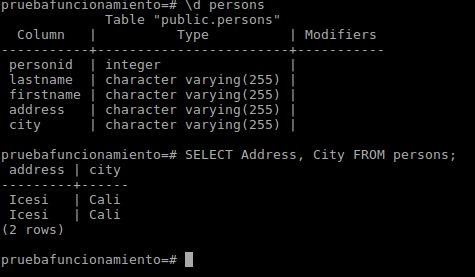 pruebafuncionamiento=# \d persons
Table "public.persons"
Column | Type | Modifiers
-----------+------------------------+-----------
personid | integer |
lastname | character varying(255) |
firstname | character varying(255) |
address | character varying(255) |
city | character varying(255) |
pruebafuncionamiento=# SELECT Address, City FROM persons;
address | city
---------+------
Icesi | Cali
Icesi | Cali
(2 rows)
pruebafuncionamiento=#